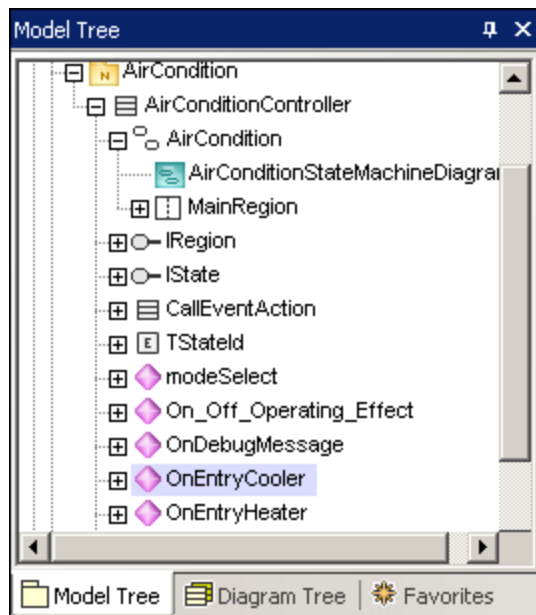 Model Tree
N AirCondition
AirConditionController
AirCondition
AirConditionStateMachineDiagra
MainRegion
IRegion
IState
CallEventAction
E TStateId
modeSelect
On_Off_Operating_Effect
OnDebugMessage
OnEntryCooler
OnEntryHeater
Model Tree Diagram Tree Favorites